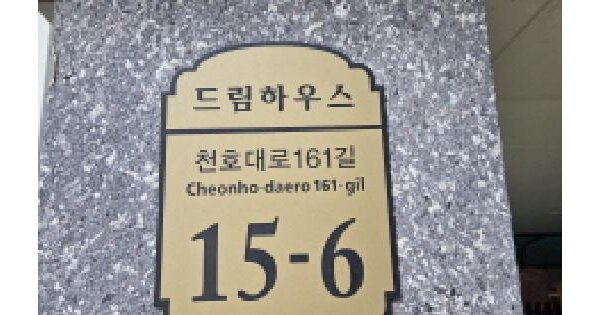 드림하우스
천호대로161길
Cheonho-daero 161-gil
15-6